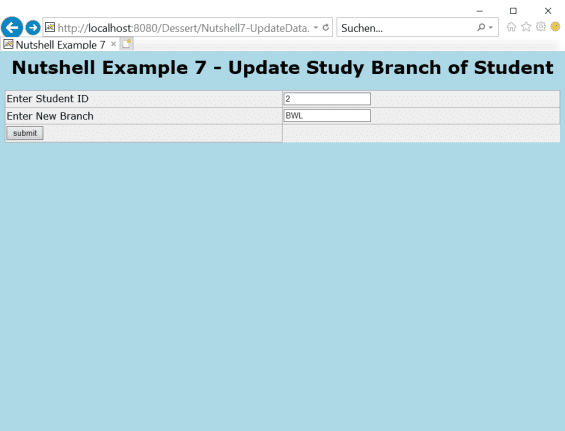 http://localhost:8080/Dessert/Nutshell7-UpdateData. Suchen...
Nutshell Example 7
Nutshell Example 7 - Update Study Branch of Student
Enter Student ID 2
Enter New Branch BWL
submit